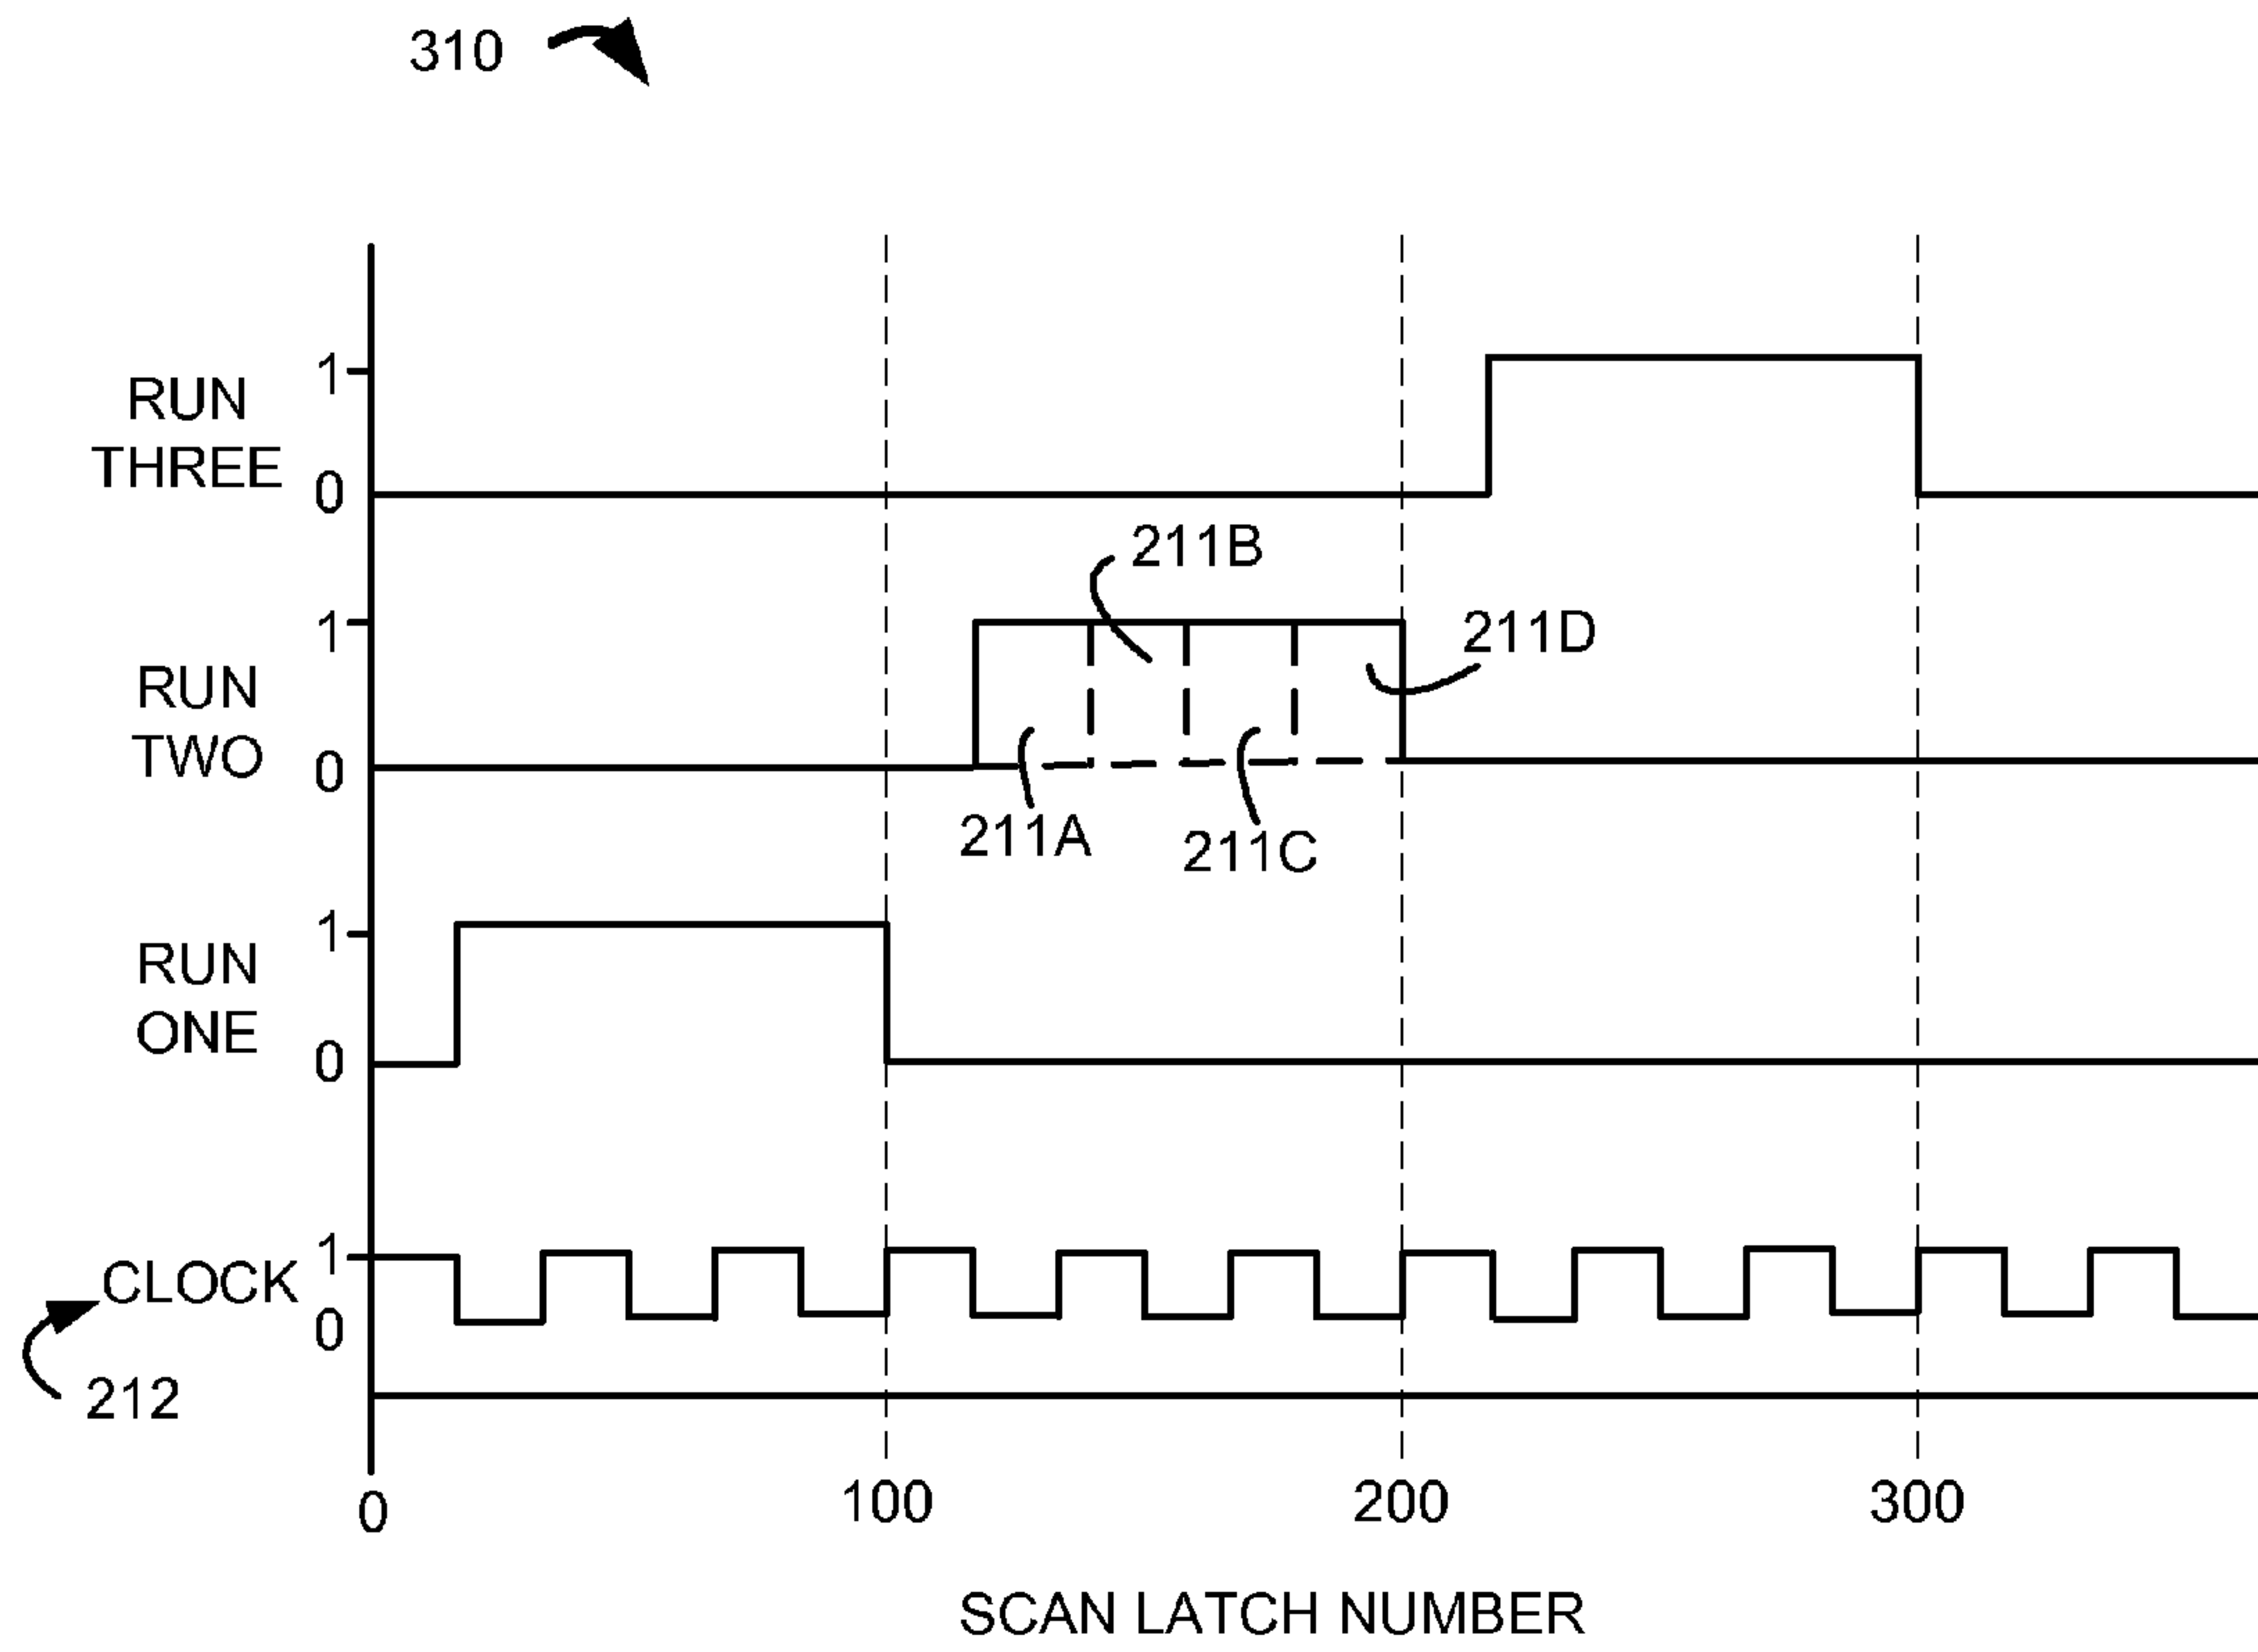 310
1
RUN
THREE
0
211B
1
211D
RUN
TWO
0
211A
211C
1
RUN
ONE
0
1
CLOCK
0
212
0
100
200
300
SCAN LATCH NUMBER